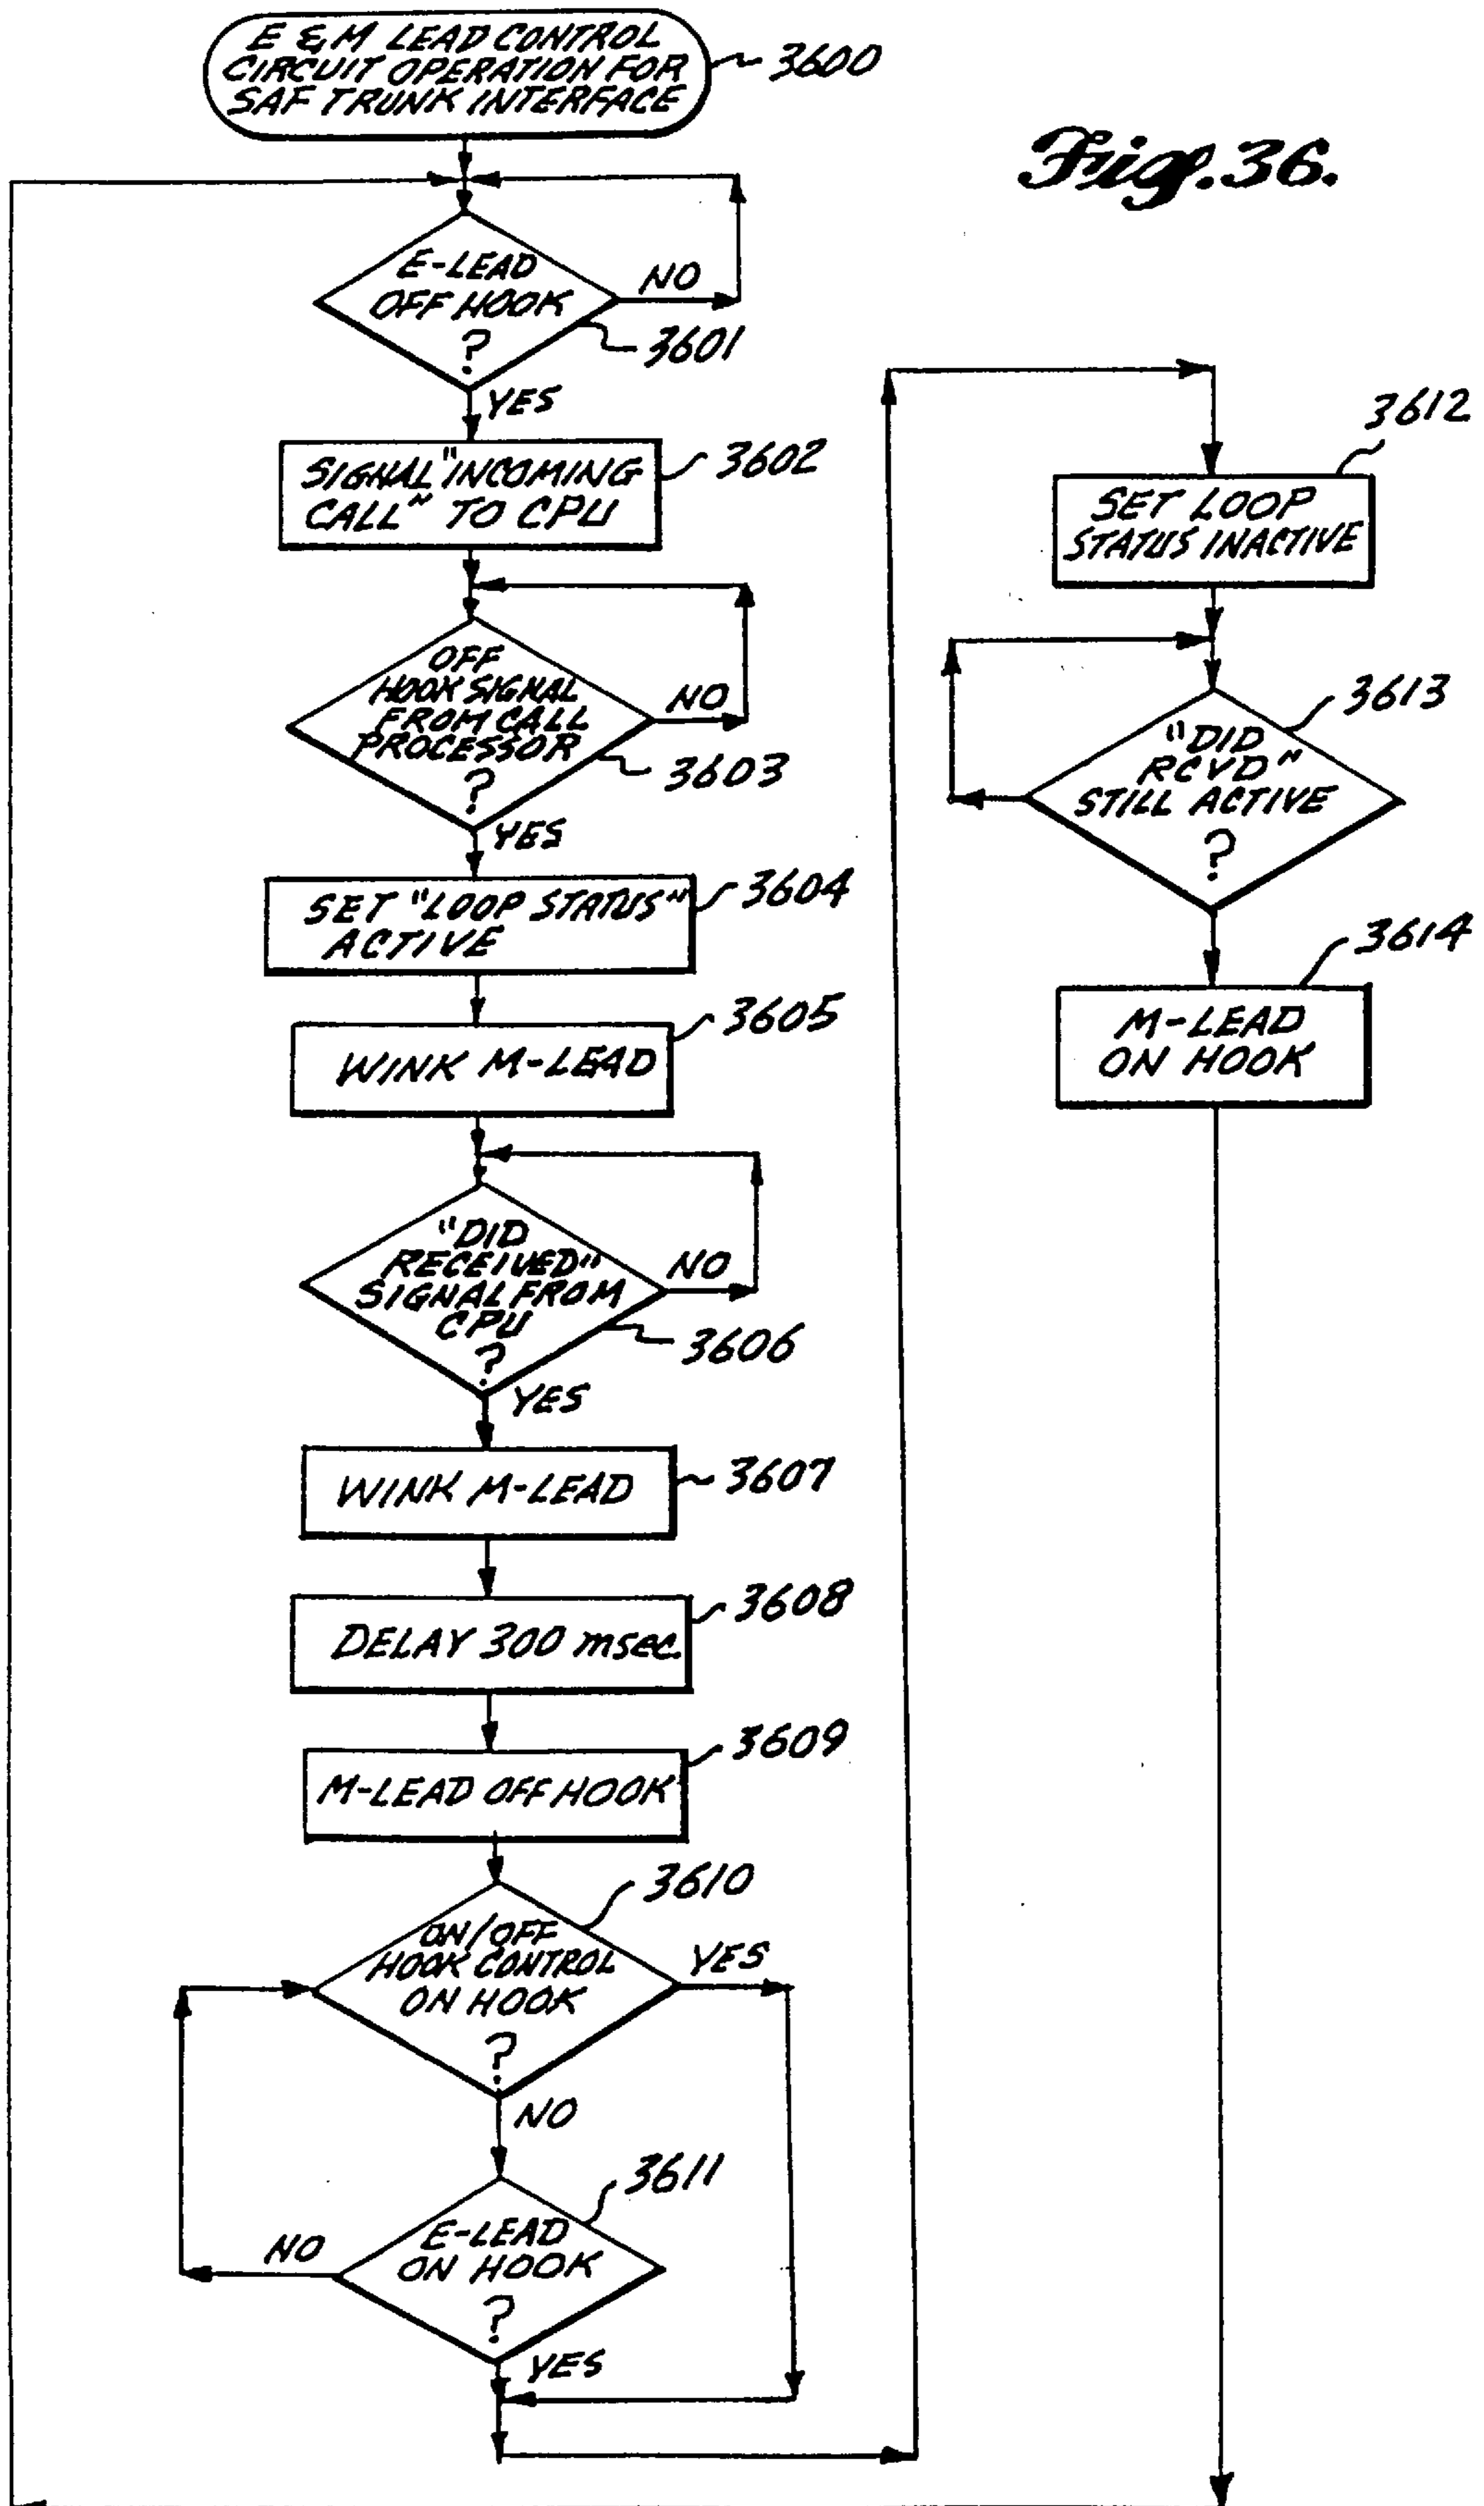 E & M LEAD CONTROL
CIRCUIT OPERATION FOR
SAF TRUNK INTERFACE
3600
Fig. 36.
E-LEAD
OFF HOOK
?
NO
3601
YES
SIGNAL "INCOMING
CALL" TO CPU
3602
OFF
HOOK SIGNAL
FROM CALL
PROCESSOR
?
NO
3603
YES
SET "LOOP STATUS"
ACTIVE
3604
WINK M-LEAD
3605
"DID
RECEIVED"
SIGNAL FROM
CPU
?
NO
3606
YES
WINK M-LEAD
3607
DELAY 300 msec.
3608
M-LEAD OFF HOOK
3609
ON/OFF
HOOK CONTROL
ON HOOK
?
3610
YES
NO
E-LEAD
ON HOOK
?
3611
NO
YES
SET LOOP
STATUS INACTIVE
3612
"DID
RCVD"
STILL ACTIVE
?
3613
M-LEAD
ON HOOK
3614